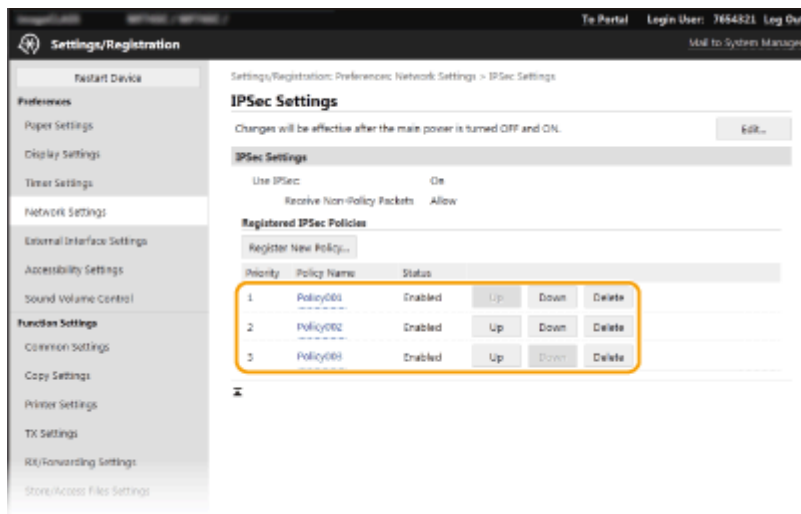 To Portal Login User: 7654321 Log Out
Settings/Registration
Mail to System Manage
Restart Device
Preferences
Paper Settings
Display Settings
Timer Settings
Network Settings
External Interface Settings
Accessibility Settings
Sound Volume Control
Function Settings
Common Settings
Copy Settings
Printer Settings
TX Settings
RX/Forwarding Settings
Store/Access Files Settings
Settings/Registration: Preferences: Network Settings > IPSec Settings
IPSec Settings
Changes will be effective after the main power is turned OFF and ON.
Edit...
IPSec Settings
Use IPSec: On
Receive Non-Policy Packets Allow
Registered IPSec Policies
Register New Policy...
Priority Policy Name Status
1 Policy001 Enabled Up Down Delete
2 Policy002 Enabled Up Down Delete
3 Policy003 Enabled Up Down Delete